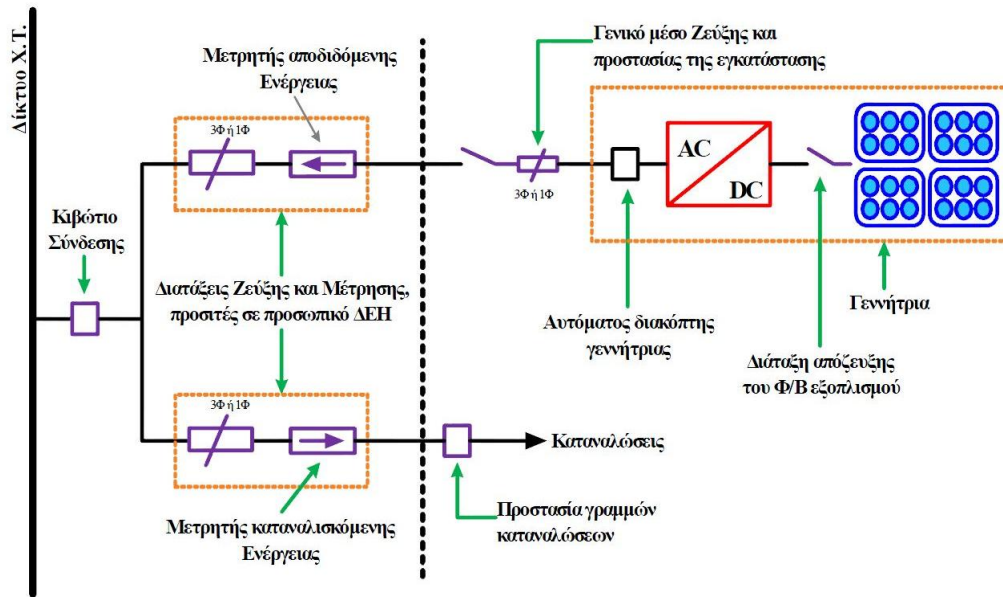 Δίκτυο Χ.Τ.
Μετρητής αποδιδόμενης
Ενέργειας
Γενικό μέσο Ζεύξης και
προστασίας της εγκατάστασης
3Φ ή 1Φ
3Φ ή 1Φ
AC
DC
Κιβώτιο
Σύνδεσης
Διατάξεις Ζεύξης και Μέτρησης,
προσιτές σε προσωπικό ΔΕΗ
Αυτόματος διακόπτης
γεννήτριας
Γεννήτρια
Διάταξη απόζευξης
του Φ/Β εξοπλισμού
3Φ ή 1Φ
Καταναλώσεις
Μετρητής καταναλισκόμενης
Ενέργειας
Προστασία γραμμών
καταναλώσεων